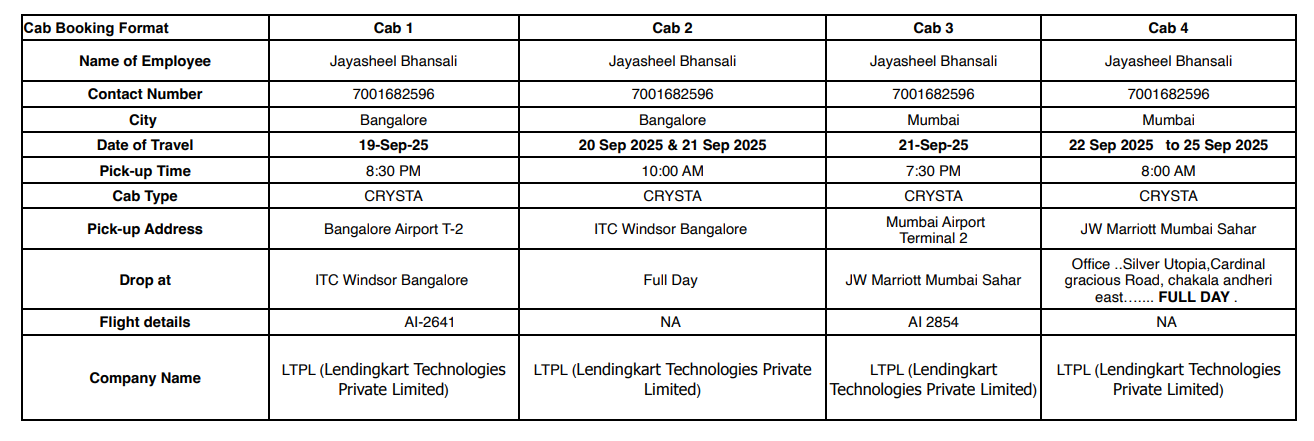 Cab Booking Format Cab 1 Cab 2 Cab 3 Cab 4
Name of Employee Jayasheel Bhansali Jayasheel Bhansali Jayasheel Bhansali Jayasheel Bhansali
Contact Number 7001682596 7001682596 7001682596 7001682596
City Bangalore Bangalore Mumbai Mumbai
Date of Travel 19-Sep-25 20 Sep 2025 & 21 Sep 2025 21-Sep-25 22 Sep 2025 to 25 Sep 2025
Pick-up Time 8:30 PM 10:00 AM 7:30 PM 8:00 AM
Cab Type CRYSTA CRYSTA CRYSTA CRYSTA
Pick-up Address Bangalore Airport T-2 ITC Windsor Bangalore Mumbai Airport
Terminal 2 JW Marriott Mumbai Sahar
Drop at ITC Windsor Bangalore Full Day JW Marriott Mumbai Sahar Office ..Silver Utopia,Cardinal
gracious Road, chakala andheri
east……. FULL DAY .
Flight details AI-2641 NA AI 2854 NA
Company Name LTPL (Lendingkart Technologies
Private Limited) LTPL (Lendingkart Technologies Private
Limited) LTPL (Lendingkart
Technologies Private Limited) LTPL (Lendingkart Technologies
Private Limited)